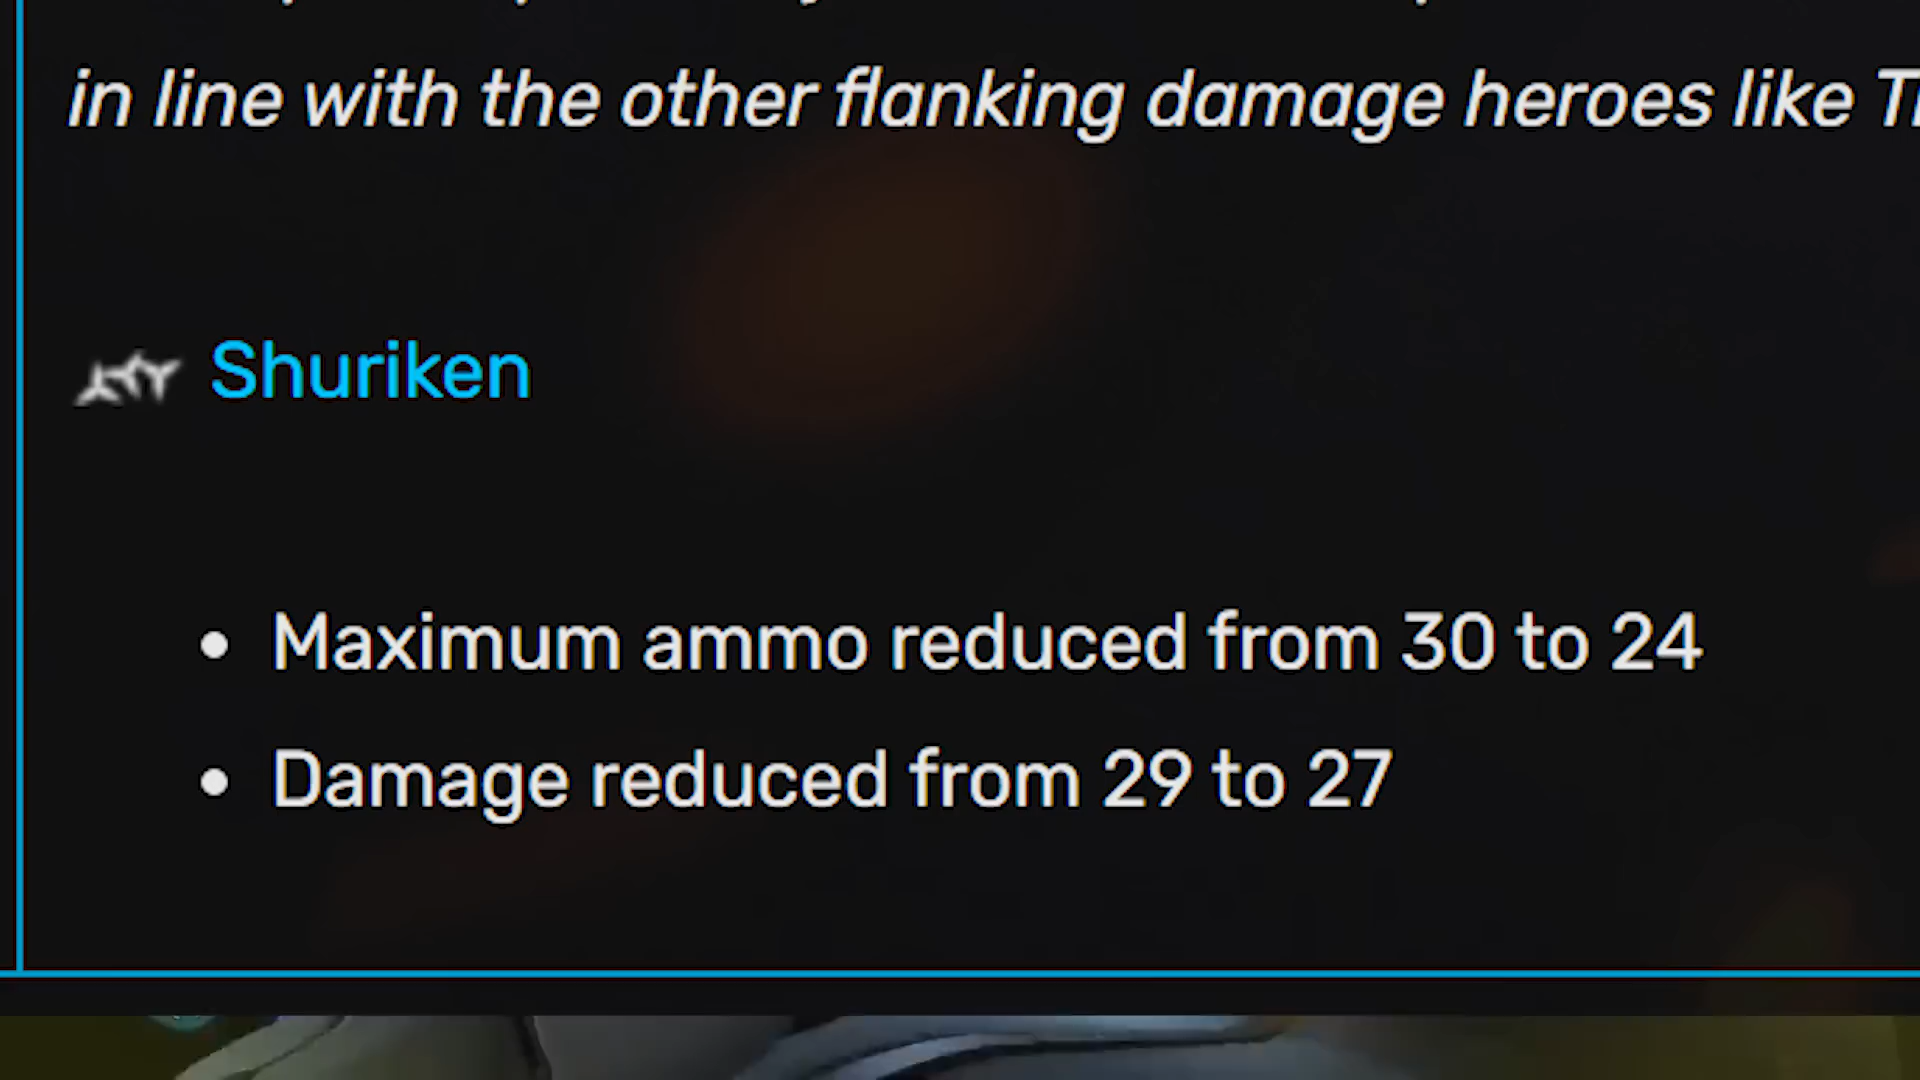 in line with the other flanking damage heroes like
Shuriken
Maximum ammo reduced from 30 to 24
Damage reduced from 29 to 27